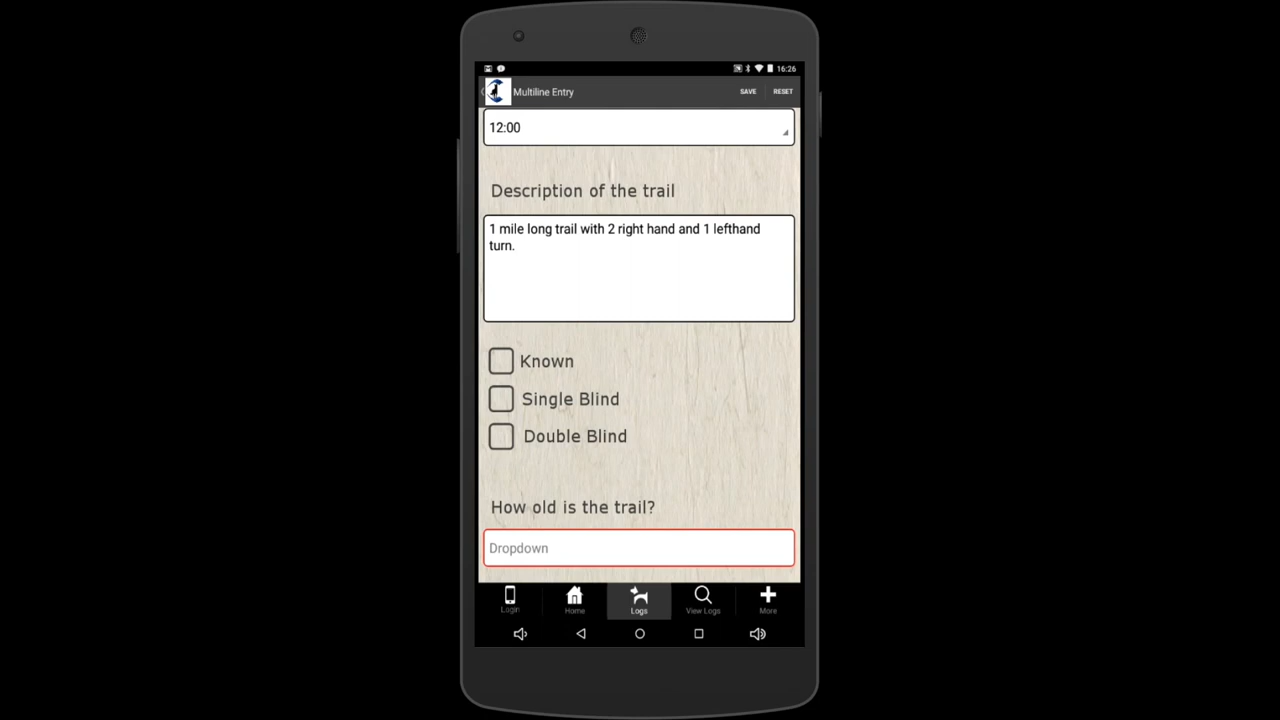 16:26
Multiline Entry
SAVE
RESET
12:00
Description of the trail
1 mile long trail with 2 right hand and 1 lefthand
turn.
Known
Single Blind
Double Blind
How old is the trail?
Dropdown
Login
Home
Logs
View Logs
More